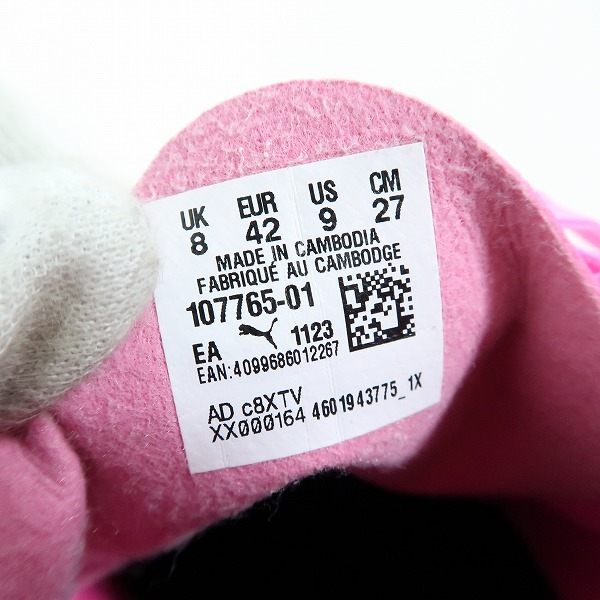 UK EUR US CM
8 42 9 27
MADE IN CAMBODIA
FABRIQUÉ AU CAMBODGE
107765-01
EA 1123
EAN:4099686012267
AD c8XTV
XX000164 4601943775_1X